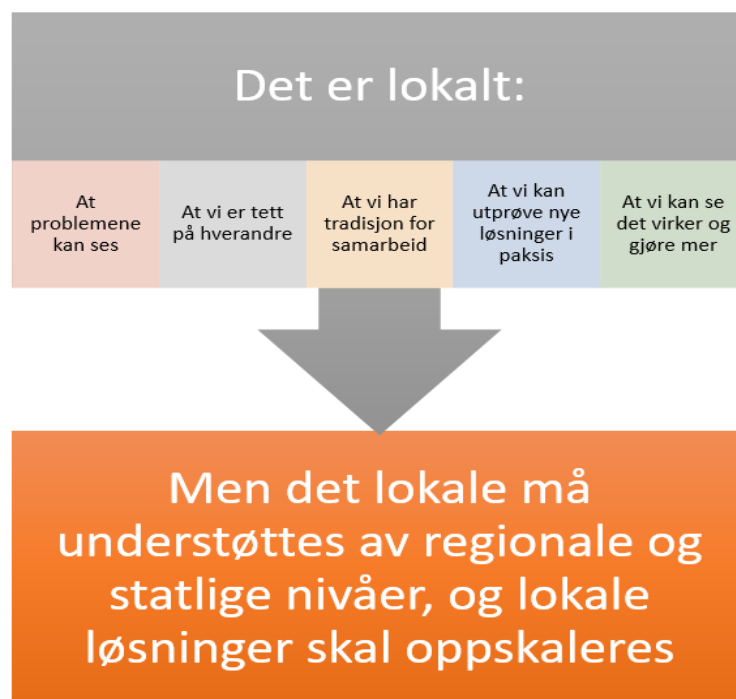 Det er lokalt:
At
problemene
kan ses
At vi er tett
på hverandre
At vi har
tradisjon for
samarbeid
At vi kan
utprøve nye
løsninger i
paksis
At vi kan se
det virker og
gjøre mer
Men det lokale må
understøttes av regionale og
statlige nivåer, og lokale
løsninger skal oppskaleres